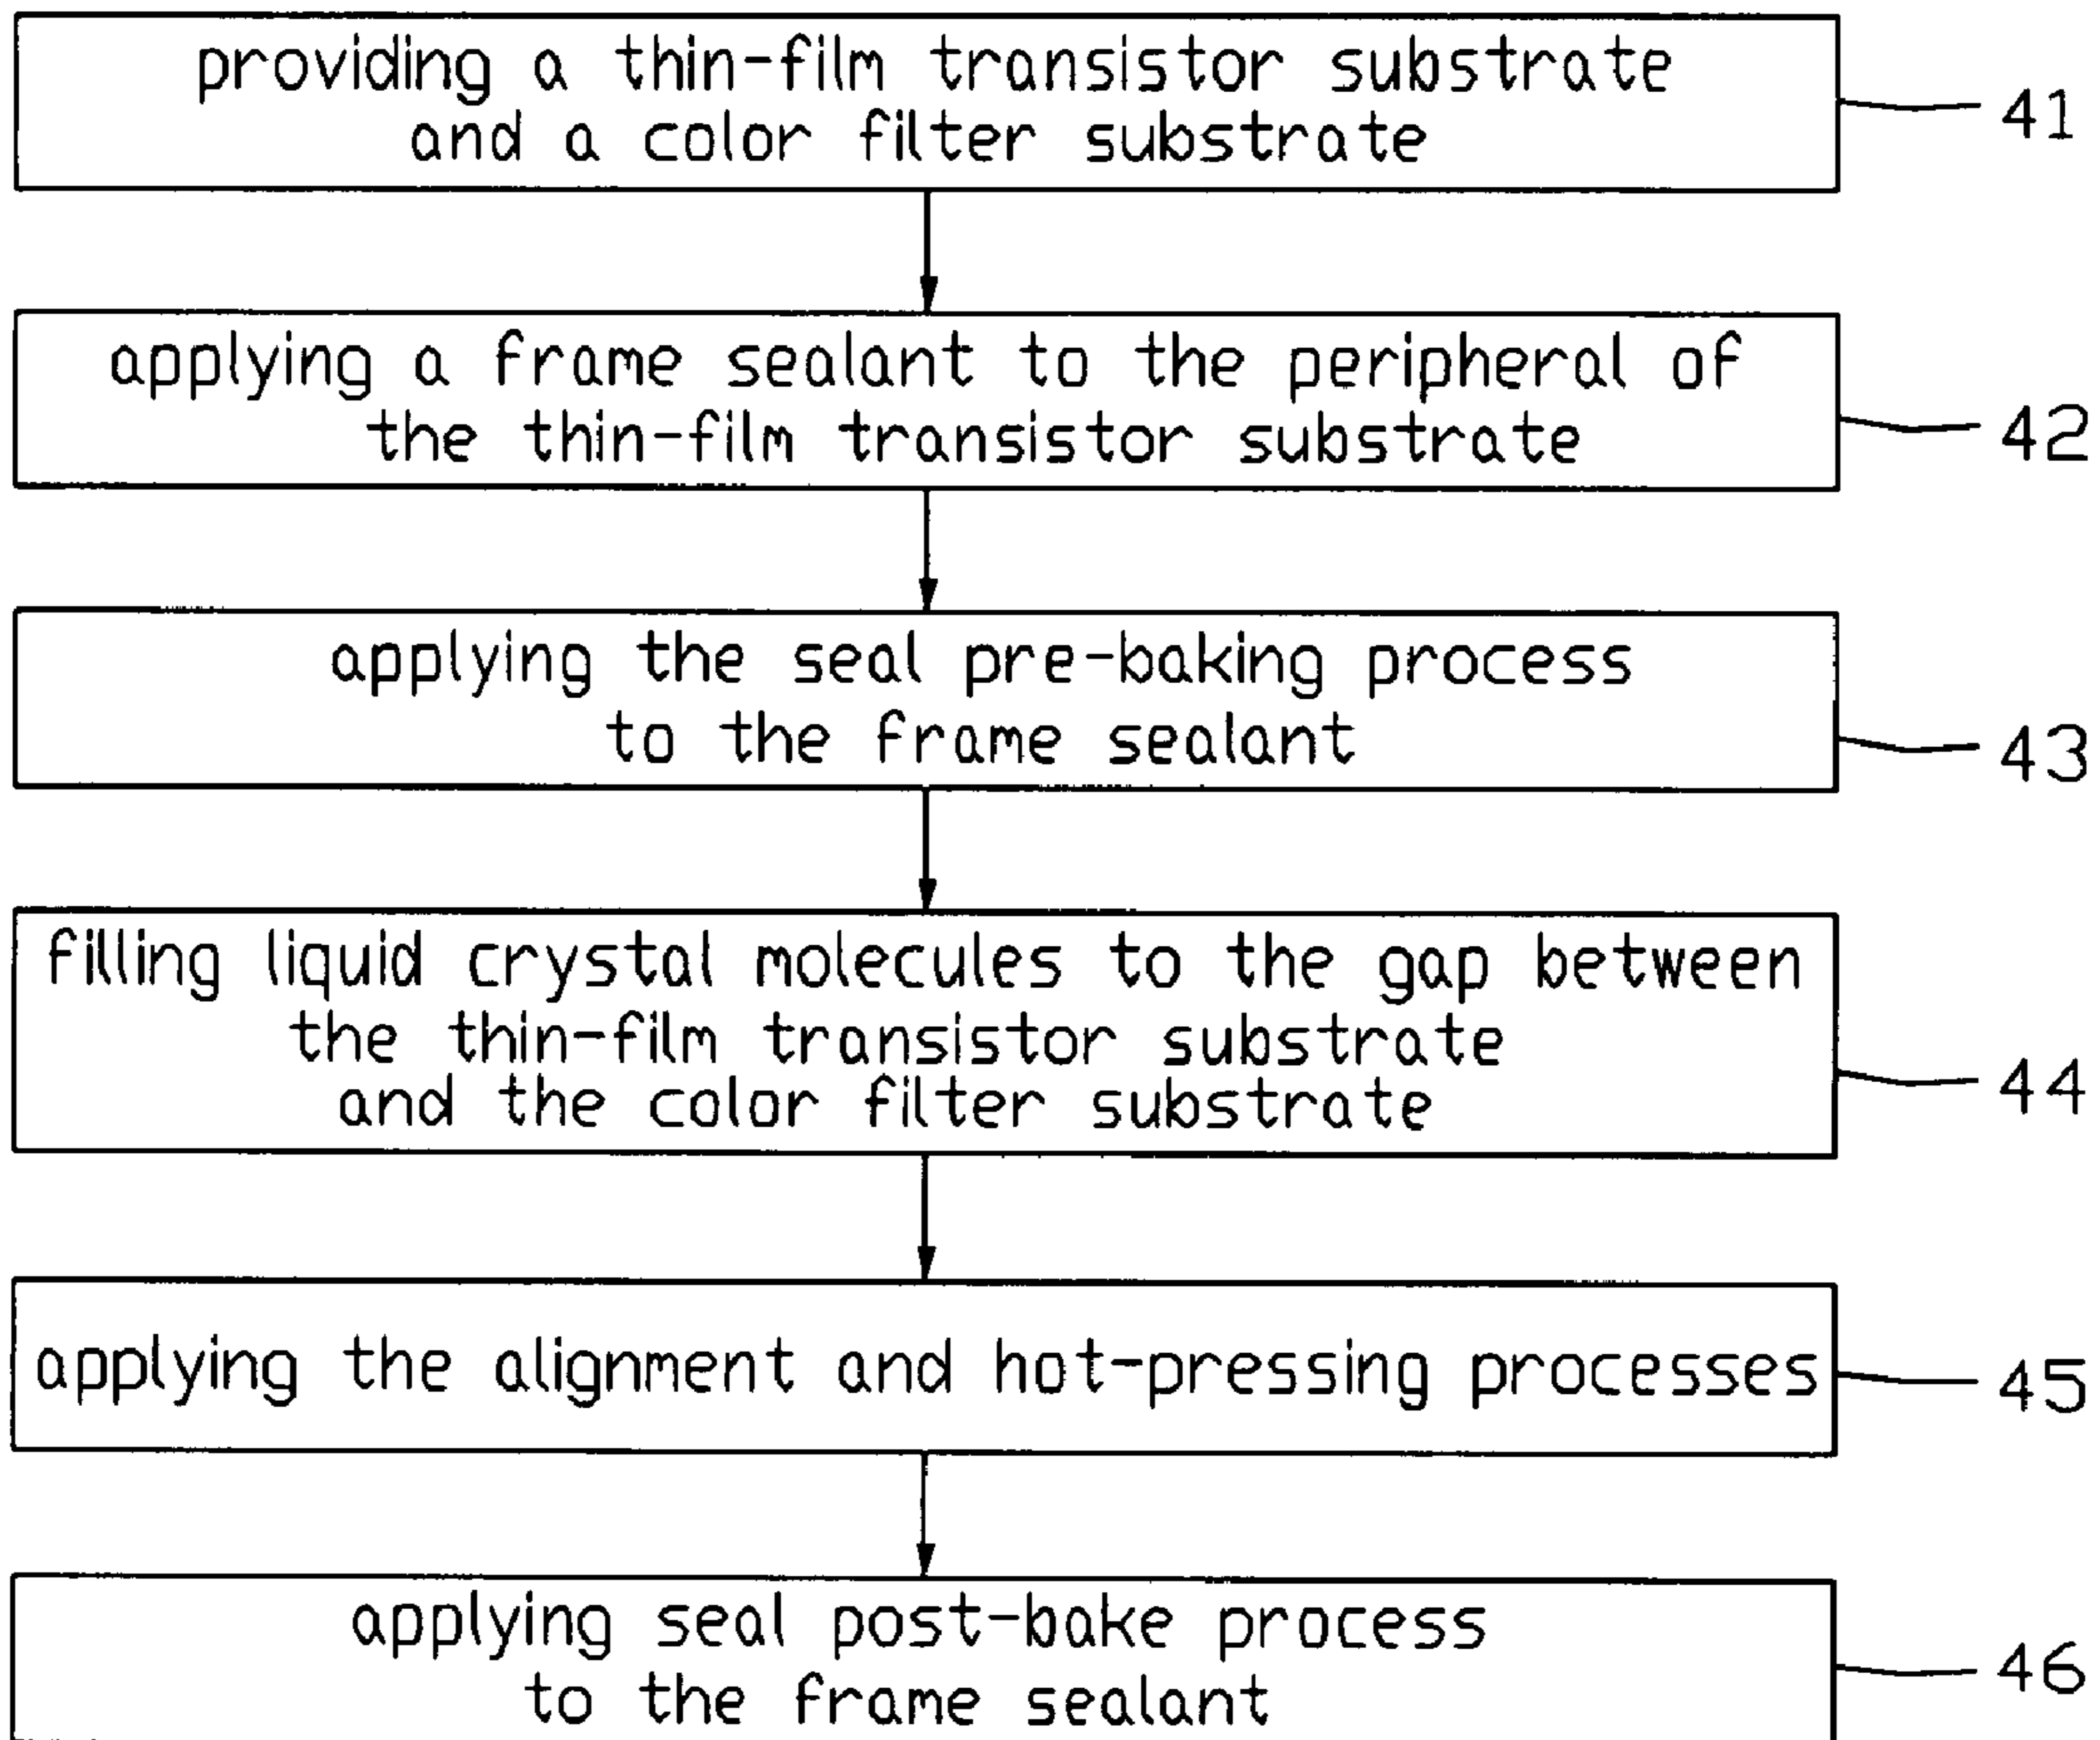 providing a thin-film transistor substrate
and a color filter substrate
41
applying a frame sealant to the peripheral of
the thin-film transistor substrate
42
applying the seal pre-baking process
to the frame sealant
43
filling liquid crystal molecules to the gap between
the thin-film transistor substrate
and the color filter substrate
44
applying the alignment and hot-pressing processes
45
applying seal post-bake process
to the frame sealant
46